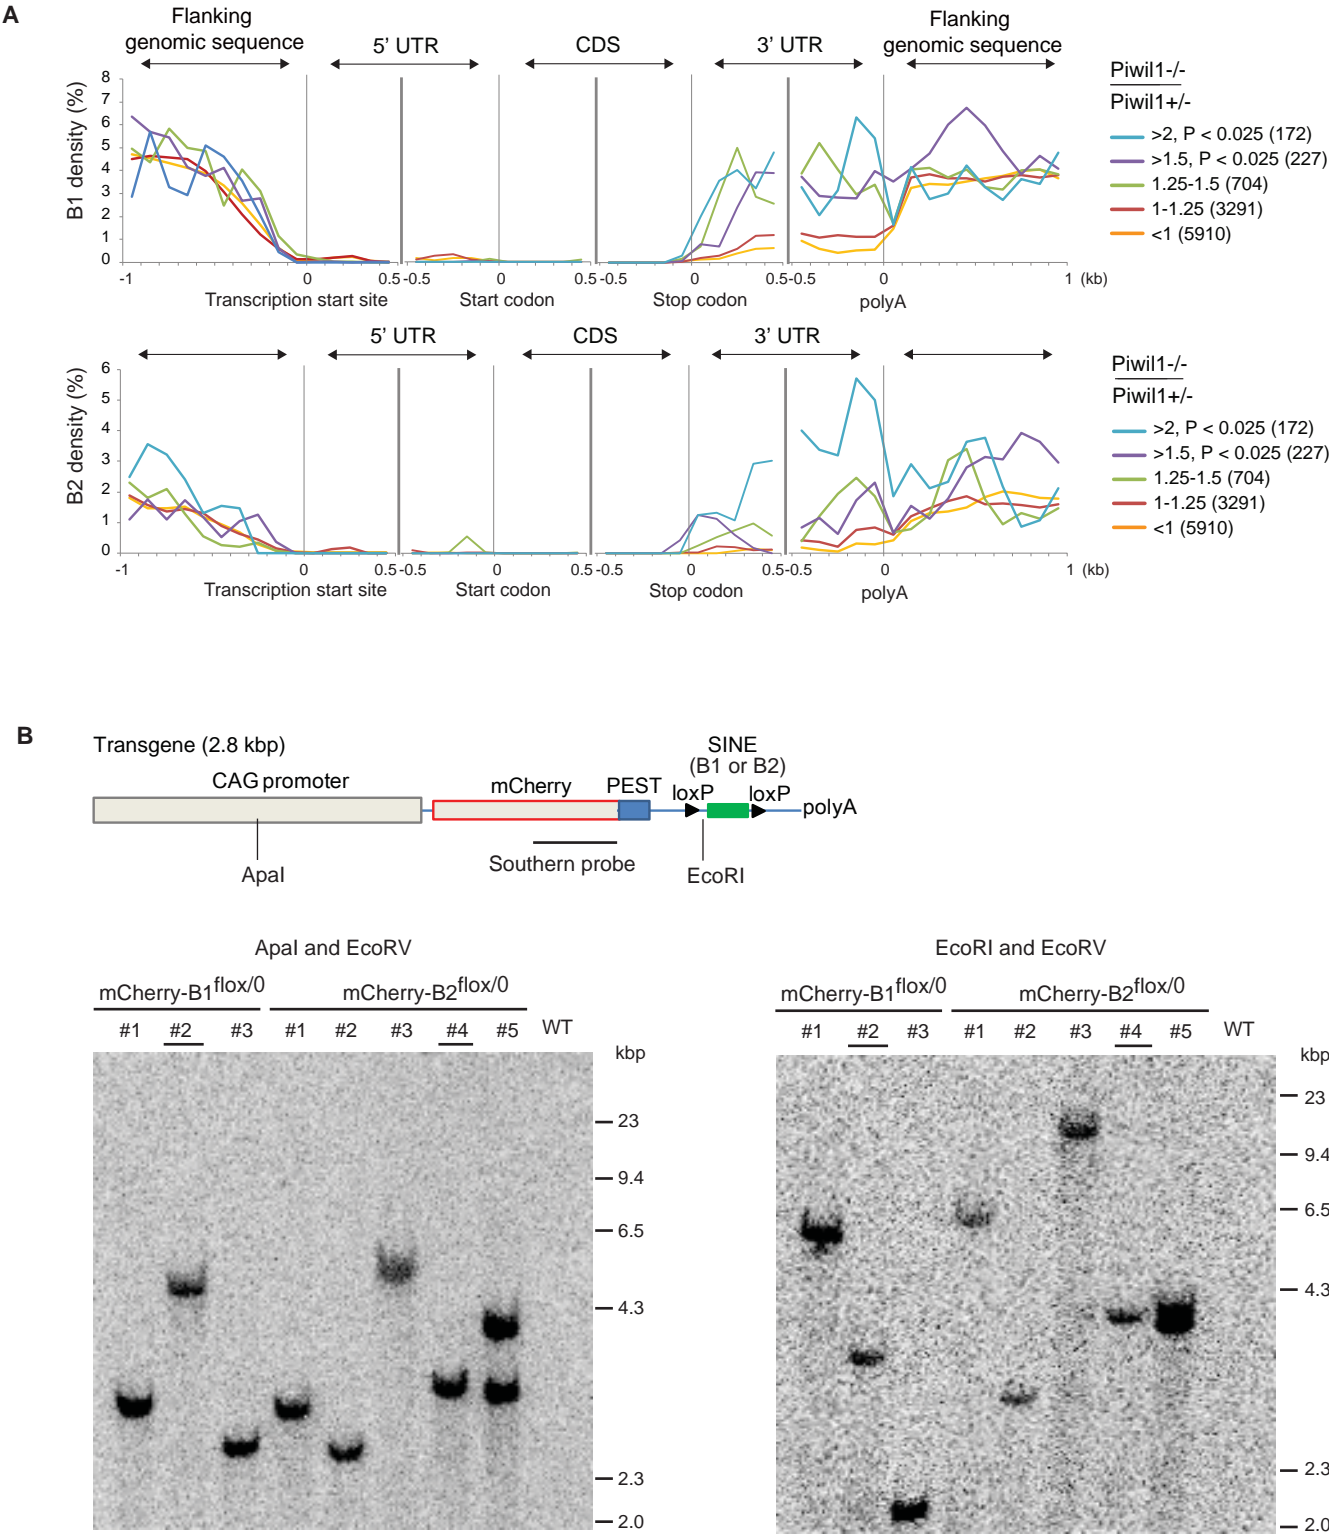 A
Flanking
genomic sequence
5’ UTR
CDS
3’ UTR
Flanking
genomic sequence
B1 density (%)
8
7
6
5
4
3
2
1
0
-1
0
0.5
-0.5
0
0.5
-0.5
0
0.5
-0.5
0
1
(kb)
Transcription start site
Start codon
Stop codon
polyA
Piwil1-/-
Piwil1+/-
>2, P < 0.025 (172)
>1.5, P < 0.025 (227)
1.25-1.5 (704)
1-1.25 (3291)
<1 (5910)
5’ UTR
CDS
3’ UTR
B2 density (%)
6
5
4
3
2
1
0
-1
0
0.5
-0.5
0
0.5
-0.5
0
0.5
-0.5
0
1
(kb)
Transcription start site
Start codon
Stop codon
polyA
Piwil1-/-
Piwil1+/-
>2, P < 0.025 (172)
>1.5, P < 0.025 (227)
1.25-1.5 (704)
1-1.25 (3291)
<1 (5910)
B
Transgene (2.8 kbp)
CAG promoter
mCherry
PEST
loxP
SINE
(B1 or B2)
loxP
polyA
ApaI
Southern probe
EcoRI
ApaI and EcoRV
mCherry-B1flox/0
mCherry-B2flox/0
#1 #2 #3 #1 #2 #3 #4 #5 WT
kbp
23
9.4
6.5
4.3
2.3
2.0
EcoRI and EcoRV
mCherry-B1flox/0
mCherry-B2flox/0
#1 #2 #3 #1 #2 #3 #4 #5 WT
kbp
23
9.4
6.5
4.3
2.3
2.0